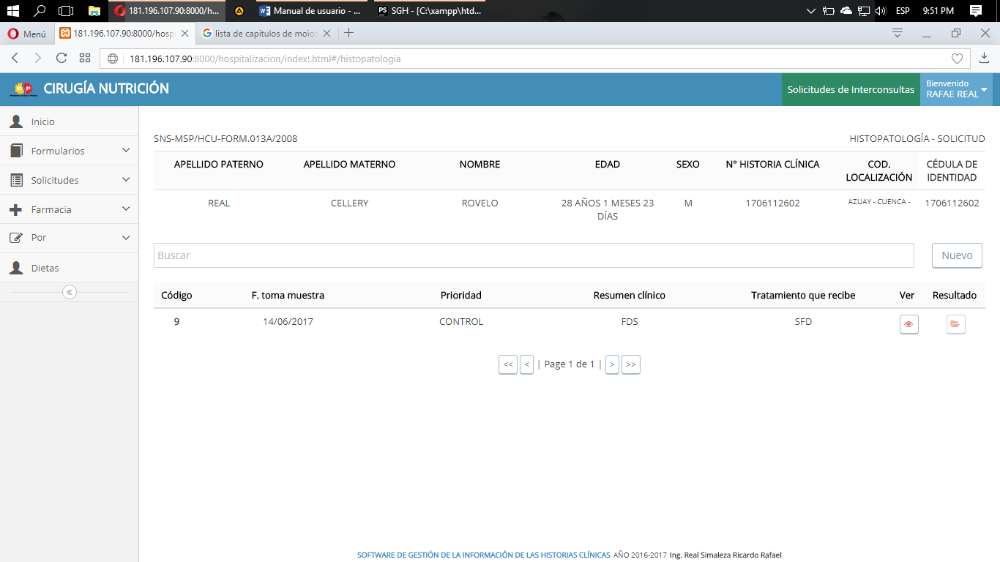 181.196.107.90:8000/h...
Manual de usuario - ...
SGH - [C:\xampp\htd...
ESP
9:51 PM
Menú
181.196.107.90:8000/hospi
lista de capitulos de moios
181.196.107.90:8000/hospitalizacion/index!.html#/histopatologia
CIRUGÍA NUTRICIÓN
Solicitudes de Interconsultas
Bienvenido
RAFAE REAL
Inicio
Formularios
Solicitudes
Farmacia
Por
Dietas
SNS-MSP/HCU-FORM.013A/2008
HISTOPATOLOGÍA - SOLICITUD
APELLIDO PATERNO APELLIDO MATERNO NOMBRE EDAD SEXO Nº HISTORIA CLÍNICA COD. LOCALIZACIÓN CÉDULA DE IDENTIDAD
REAL CELLERY ROVELO 28 AÑOS 1 MESES 23 DÍAS M 1706112602 AZUAY - CUENCA - 1706112602
Buscar
Nuevo
Código F. toma muestra Prioridad Resumen clínico Tratamiento que recibe Ver Resultado
9 14/06/2017 CONTROL FDS SFD
<< < | Page 1 de 1 | > >>
SOFTWARE DE GESTIÓN DE LA INFORMACIÓN DE LAS HISTORIAS CLÍNICAS AÑO 2016-2017 Ing. Real Simaleza Ricardo Rafael